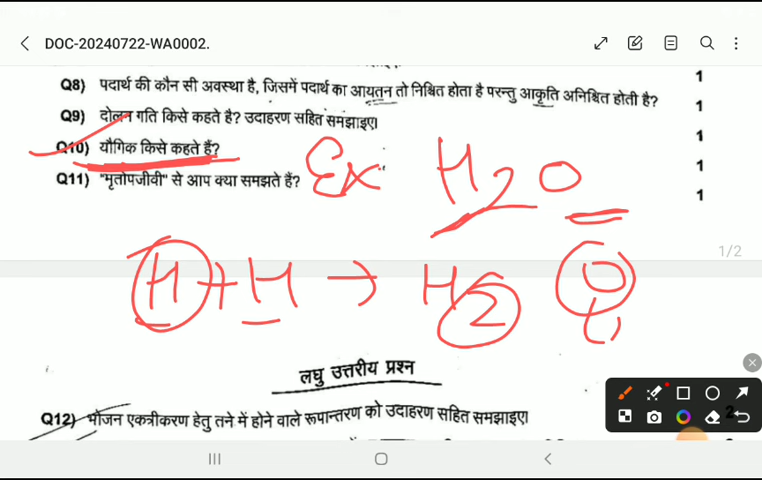 DOC-20240722-WA0002.
1
Q8) पदार्थ की कौन सी अवस्था है, जिसमें पदार्थ का आयतन तो निश्चित होता है परन्तु आकृति अनिश्चित होती है?
1
Q9) दोलन गति किसे कहते है? उदाहरण सहित समझाइए।
1
Q10) यौगिक किसे कहते हैं?
1
Q11) "मृतोपजीवी" से आप क्या समझते हैं?
1
Ex: H2O
1/2
H + H → H2 O
लघु उत्तरीय प्रश्न
Q12) भोजन एकत्रीकरण हेतु तने में होने वाले रूपान्तरण को उदाहरण सहित समझाइए।